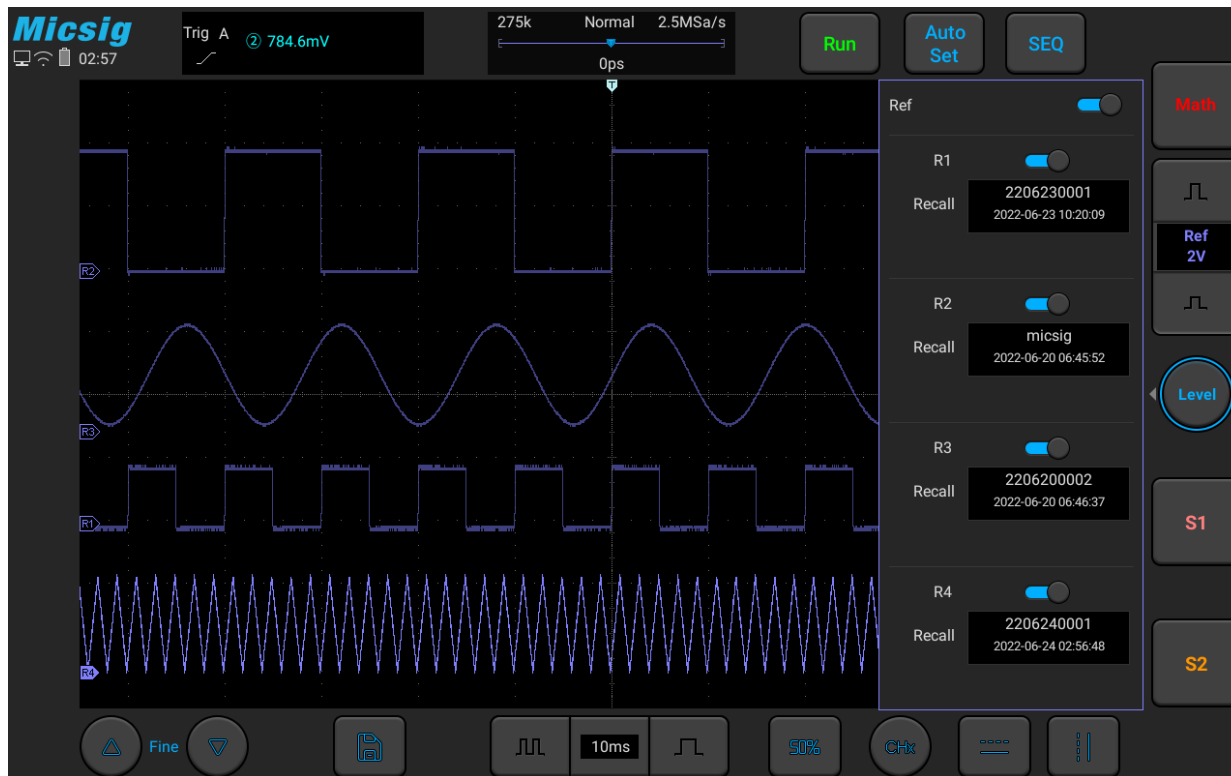 Micsig
02:57
Trig A ② 784.6mV
275k Normal 2.5MSa/s
0ps
Run
Auto
Set
SEQ
T
Ref
R1
Recall
2206230001
2022-06-23 10:20:09
R2
Recall
micsig
2022-06-20 06:45:52
R3
Recall
2206200002
2022-06-20 06:46:37
R4
Recall
2206240001
2022-06-24 02:56:48
R2
R3
R1
R4
Math
Ref
2V
Level
S1
S2
Fine
10ms
50%
CHx